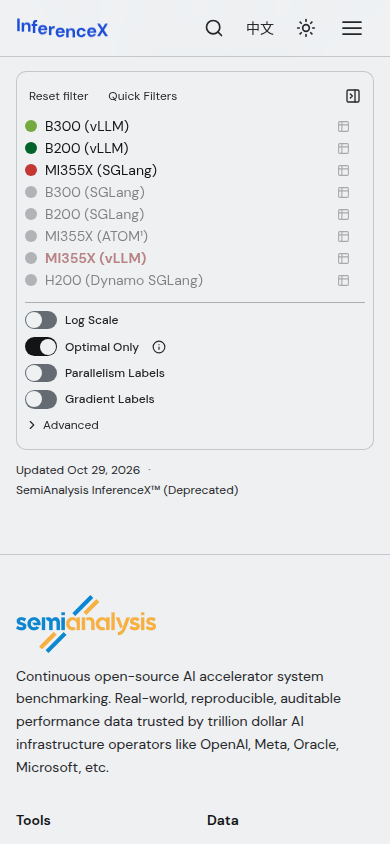 InferenceX
中文
Reset filter
Quick Filters
B300 (vLLM)
B200 (vLLM)
MI355X (SGLang)
B300 (SGLang)
B200 (SGLang)
MI355X (ATOM¹)
MI355X (vLLM)
H200 (Dynamo SGLang)
Log Scale
Optimal Only
Parallelism Labels
Gradient Labels
Advanced
Updated Oct 29, 2026 ·
SemiAnalysis InferenceX™ (Deprecated)
semianalysis
Continuous open-source AI accelerator system
benchmarking. Real-world, reproducible, auditable
performance data trusted by trillion dollar AI
infrastructure operators like OpenAI, Meta, Oracle,
Microsoft, etc.
Tools
Data